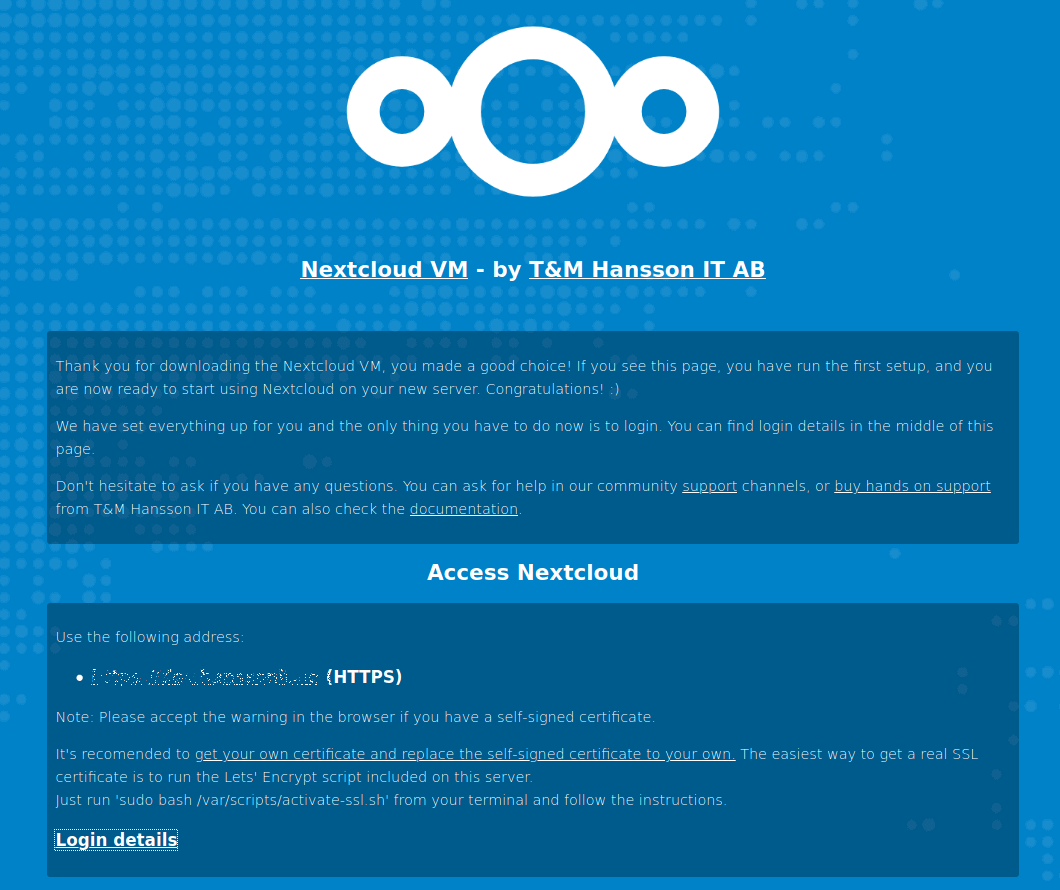 Nextcloud VM - by T&M Hansson IT AB
Thank you for downloading the Nextcloud VM, you made a good choice! If you see this page, you have run the first setup, and you
are now ready to start using Nextcloud on your new server. Congratulations! :)
We have set everything up for you and the only thing you have to do now is to login. You can find login details in the middle of this
page.
Don't hesitate to ask if you have any questions. You can ask for help in our community support channels, or buy hands on support
from T&M Hansson IT AB. You can also check the documentation.
Access Nextcloud
Use the following address:
• (HTTPS)
Note: Please accept the warning in the browser if you have a self-signed certificate.
It's recomended to get your own certificate and replace the self-signed certificate to your own. The easiest way to get a real SSL
certificate is to run the Lets' Encrypt script included on this server.
Just run 'sudo bash /var/scripts/activate-ssl.sh' from your terminal and follow the instructions.
Login details